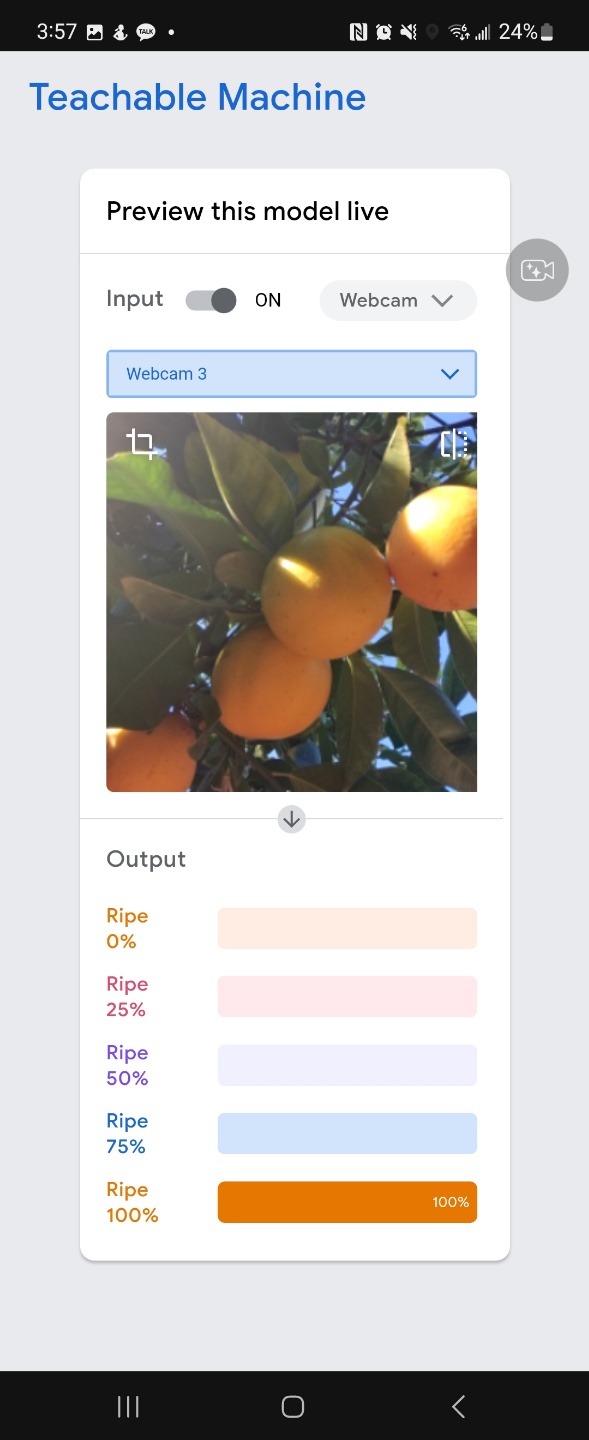 3:57 TALK 24%
Teachable Machine
Preview this model live
Input ON Webcam
Webcam 3
Output
Ripe
0%
Ripe
25%
Ripe
50%
Ripe
75%
Ripe
100% 100%